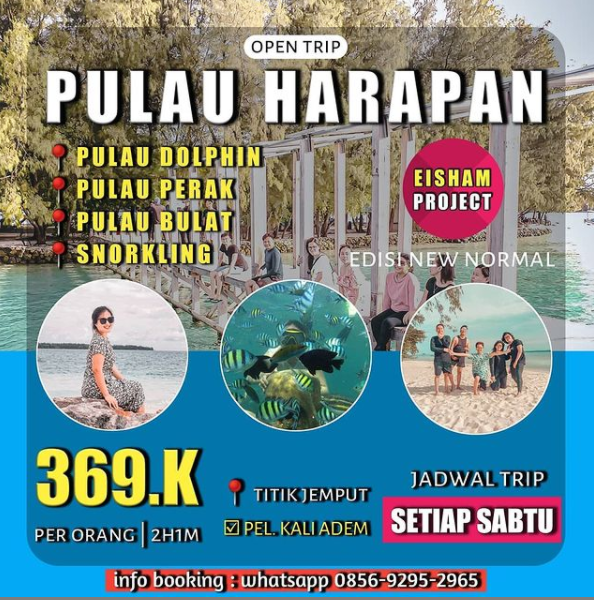 OPEN TRIP
PULAU HARAPAN
PULAU DOLPHIN
PULAU PERAK
PULAU BULAT
SNORKLING
EISHAM
PROJECT
EDISI NEW NORMAL
369.K
PER ORANG | 2H1M
TITIK JEMPUT
PEL. KALI ADEM
JADWAL TRIP
SETIAP SABTU
info booking : whatsapp 0856-9295-2965